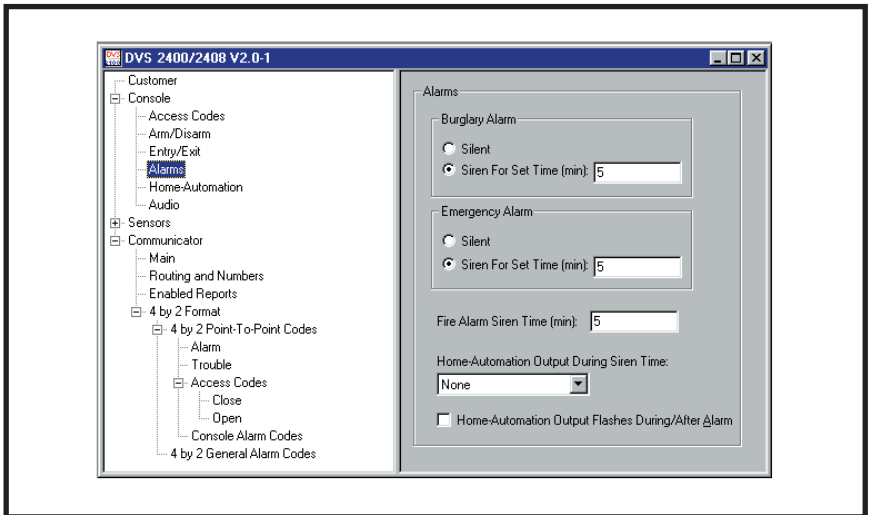 DVS 2400/2408 V2.0-1
Customer
Console
Access Codes
Arm/Disarm
Entry/Exit
Alarms
Home-Automation
Audio
Sensors
Communicator
Main
Routing and Numbers
Enabled Reports
4 by 2 Format
4 by 2 Point-To-Point Codes
Alarm
Trouble
Access Codes
Close
Open
Console Alarm Codes
4 by 2 General Alarm Codes
Alarms
Burglary Alarm
Silent
Siren For Set Time (min): 5
Emergency Alarm
Silent
Siren For Set Time (min): 5
Fire Alarm Siren Time (min): 5
Home-Automation Output During Siren Time:
None
Home-Automation Output Flashes During/After Alarm